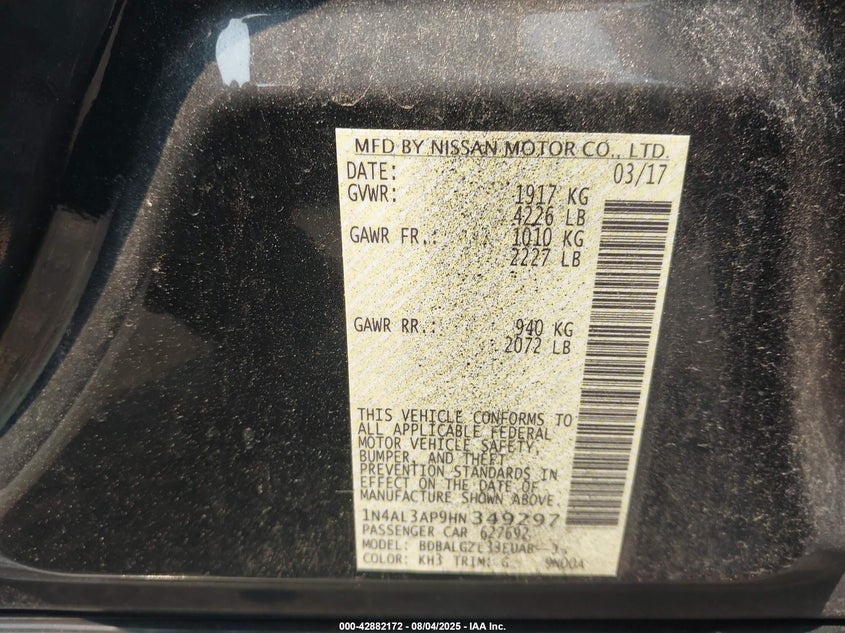 MFD BY NISSAN MOTOR CO., LTD.
DATE: 03/17
GVWR: 1917 KG
4226 LB
GAWR FR.: 1010 KG
2227 LB
GAWR RR.: 940 KG
2072 LB
THIS VEHICLE CONFORMS TO
ALL APPLICABLE FEDERAL
MOTOR VEHICLE SAFETY,
BUMPER, AND THEFT
PREVENTION STANDARDS IN
EFFECT ON THE DATE OF
MANUFACTURE SHOWN ABOVE.
1N4AL3AP9HN 349297
PASSENGER CAR 627692
MODEL:
COLOR: KH3 TRIM: G
000-42882172 - 08/04/2025 - IAA Inc.